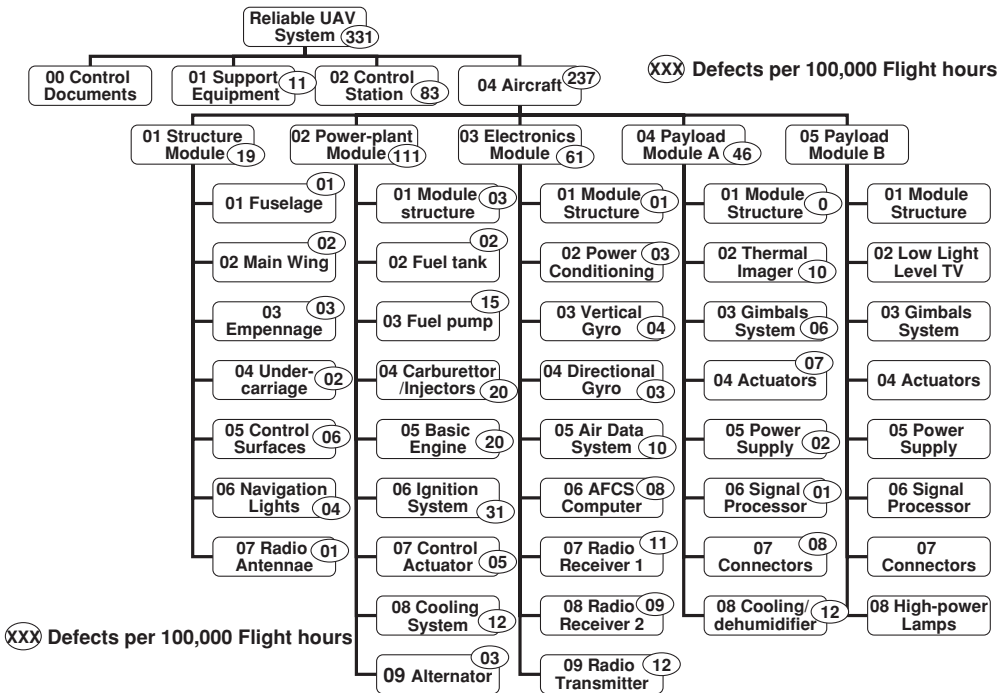 Reliable UAV
System 331
XXX Defects per 100,000 Flight hours
00 Control
Documents
01 Support
Equipment 11
02 Control
Station 83
04 Aircraft 237
01 Structure
Module 19
02 Power-plant
Module 111
03 Electronics
Module 61
04 Payload
Module A 46
05 Payload
Module B
01
01 Fuselage
02
02 Main Wing
03 03
Empennage
04 Under-
carriage 02
05 Control
Surfaces 06
06 Navigation
Lights 04
07 Radio
Antennae 01
01 Module
structure 03
02
02 Fuel tank
15
03 Fuel pump
04 Carburettor
/Injectors 20
05 Basic
Engine 20
06 Ignition
System 31
07 Control
Actuator 05
08 Cooling
System 12
03
09 Alternator
01 Module
Structure 01
02 Power 03
Conditioning
03 Vertical
Gyro 04
04 Directional
Gyro 03
05 Air Data
System 10
06 AFCS 08
Computer
07 Radio 11
Receiver 1
08 Radio 09
Receiver 2
09 Radio 12
Transmitter
01 Module
Structure 0
02 Thermal
Imager 10
03 Gimbals
System 06
07
04 Actuators
05 Power
Supply 02
06 Signal 01
Processor
07 08
Connectors
08 Cooling/
dehumidifier 12
01 Module
Structure
02 Low Light
Level TV
03 Gimbals
System
04 Actuators
05 Power
Supply
06 Signal
Processor
07
Connectors
08 High-power
Lamps
XXX Defects per 100,000 Flight hours